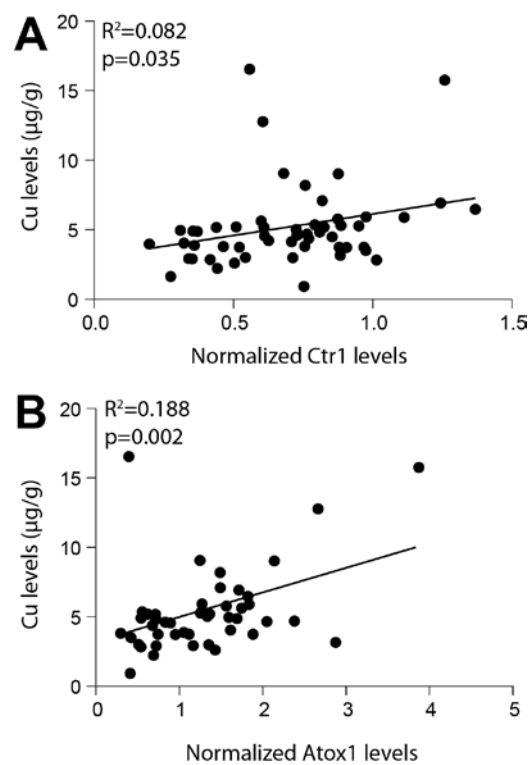 A
R²=0.082
p=0.035
20
15
10
5
0
Cu levels (µg/g)
0.0 0.5 1.0 1.5
Normalized Ctr1 levels
B
R²=0.188
p=0.002
20
15
10
5
0
Cu levels (µg/g)
0 1 2 3 4 5
Normalized Atox1 levels